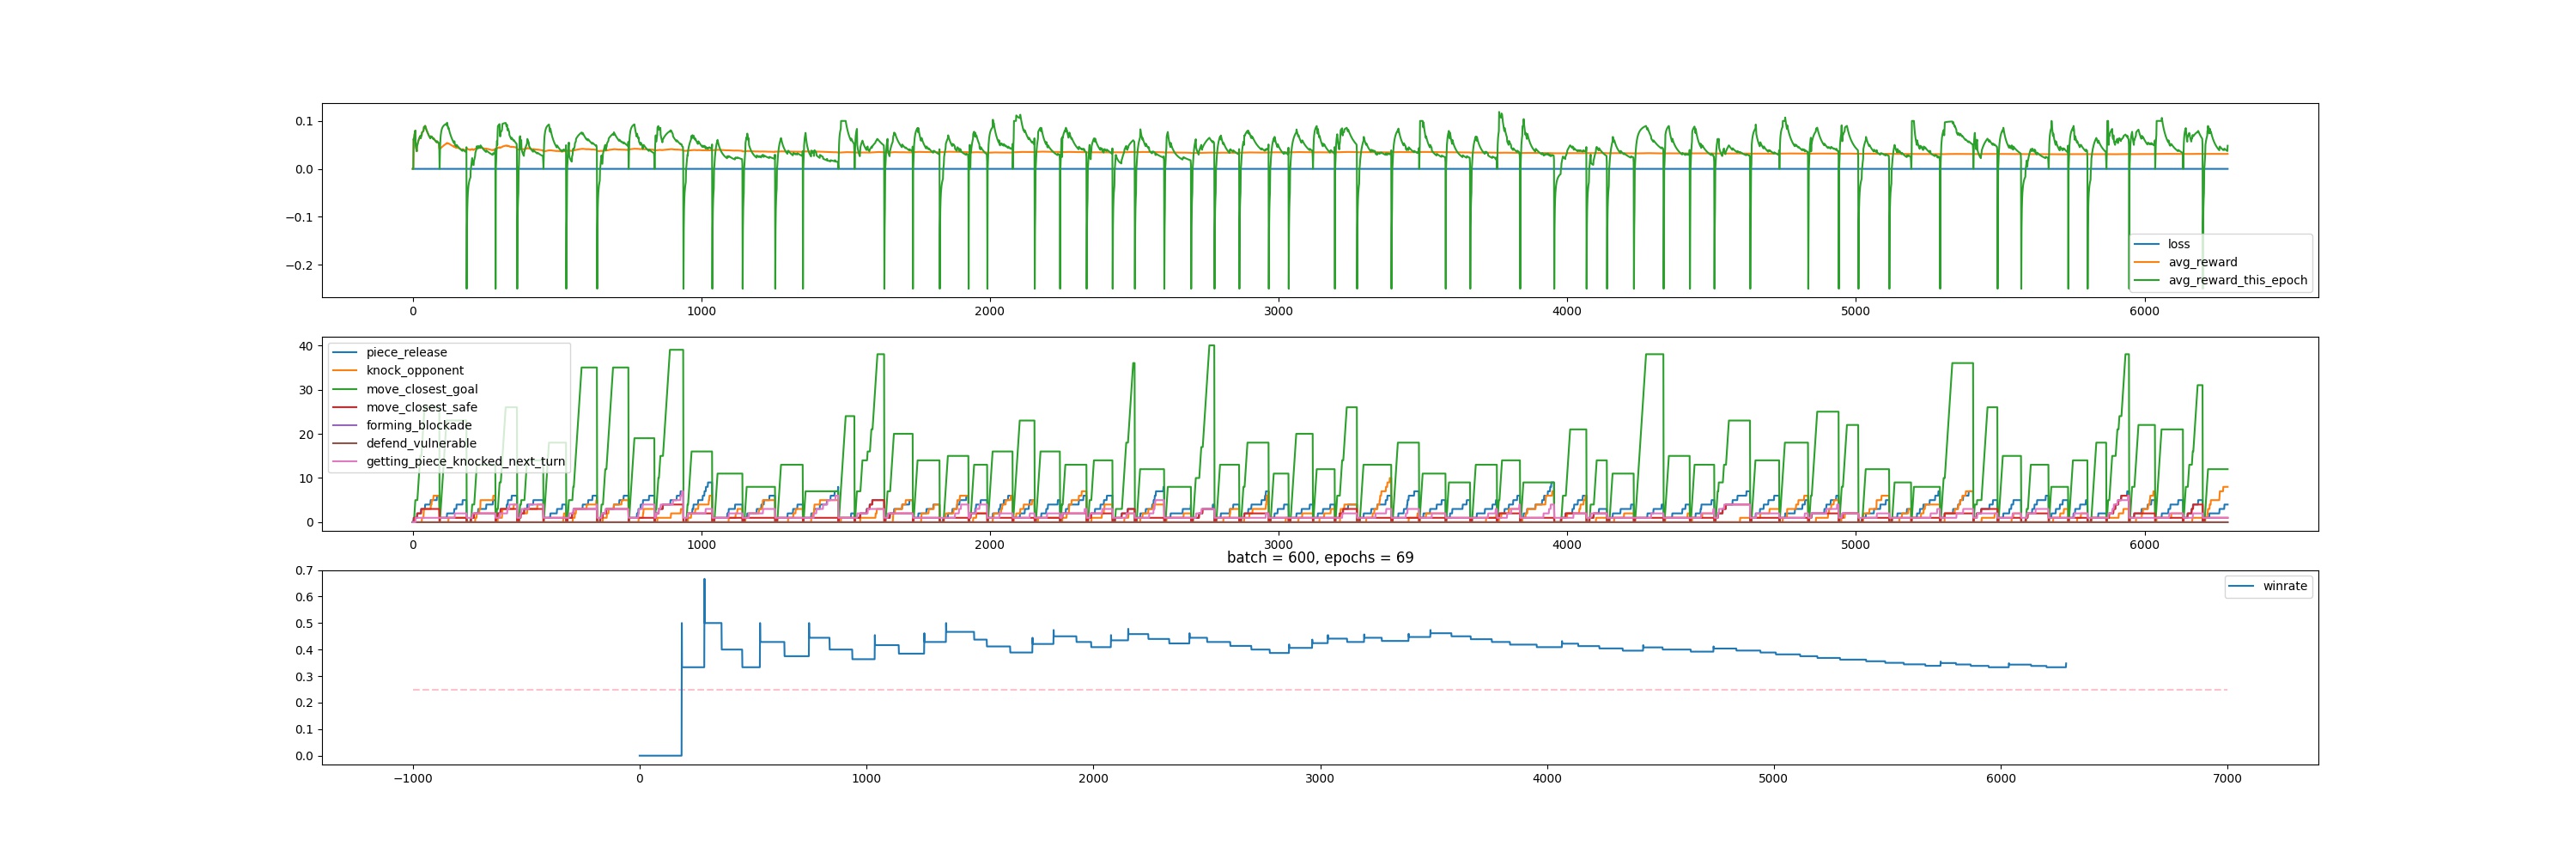 0.1
0.0
−0.1
−0.2
loss
avg_reward
avg_reward_this_epoch
0 1000 2000 3000 4000 5000 6000
40
30
20
10
0
piece_release
knock_opponent
move_closest_goal
move_closest_safe
forming_blockade
defend_vulnerable
getting_piece_knocked_next_turn
0 1000 2000 3000 4000 5000 6000
batch = 600, epochs = 69
0.7
0.6
0.5
0.4
0.3
0.2
0.1
0.0
winrate
−1000 0 1000 2000 3000 4000 5000 6000 7000